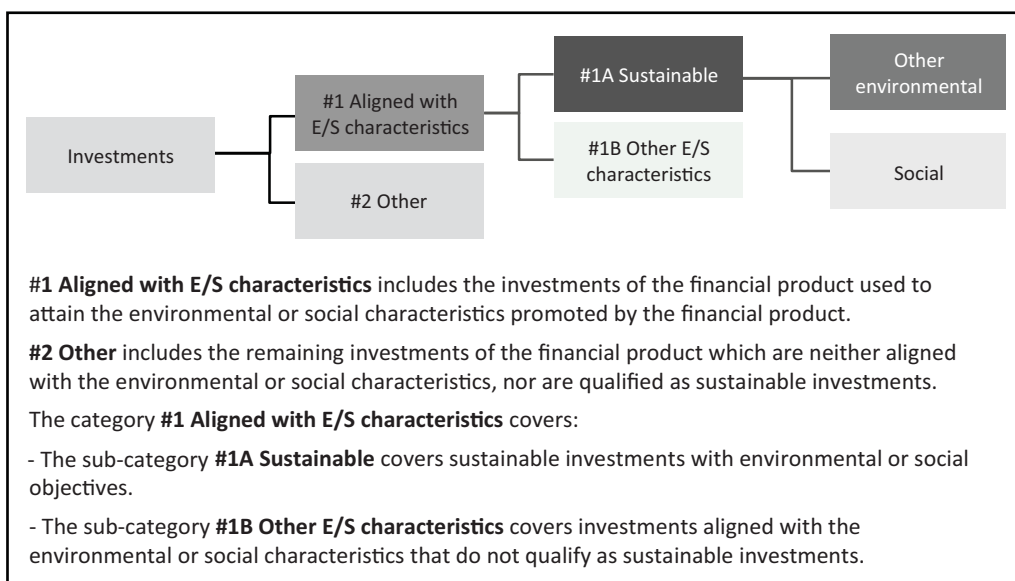 Investments
#1 Aligned with
E/S characteristics
#2 Other
#1A Sustainable
#1B Other E/S
characteristics
Other
environmental
Social
#1 Aligned with E/S characteristics includes the investments of the financial product used to
attain the environmental or social characteristics promoted by the financial product.
#2 Other includes the remaining investments of the financial product which are neither aligned
with the environmental or social characteristics, nor are qualified as sustainable investments.
The category #1 Aligned with E/S characteristics covers:
- The sub-category #1A Sustainable covers sustainable investments with environmental or social
objectives.
- The sub-category #1B Other E/S characteristics covers investments aligned with the
environmental or social characteristics that do not qualify as sustainable investments.